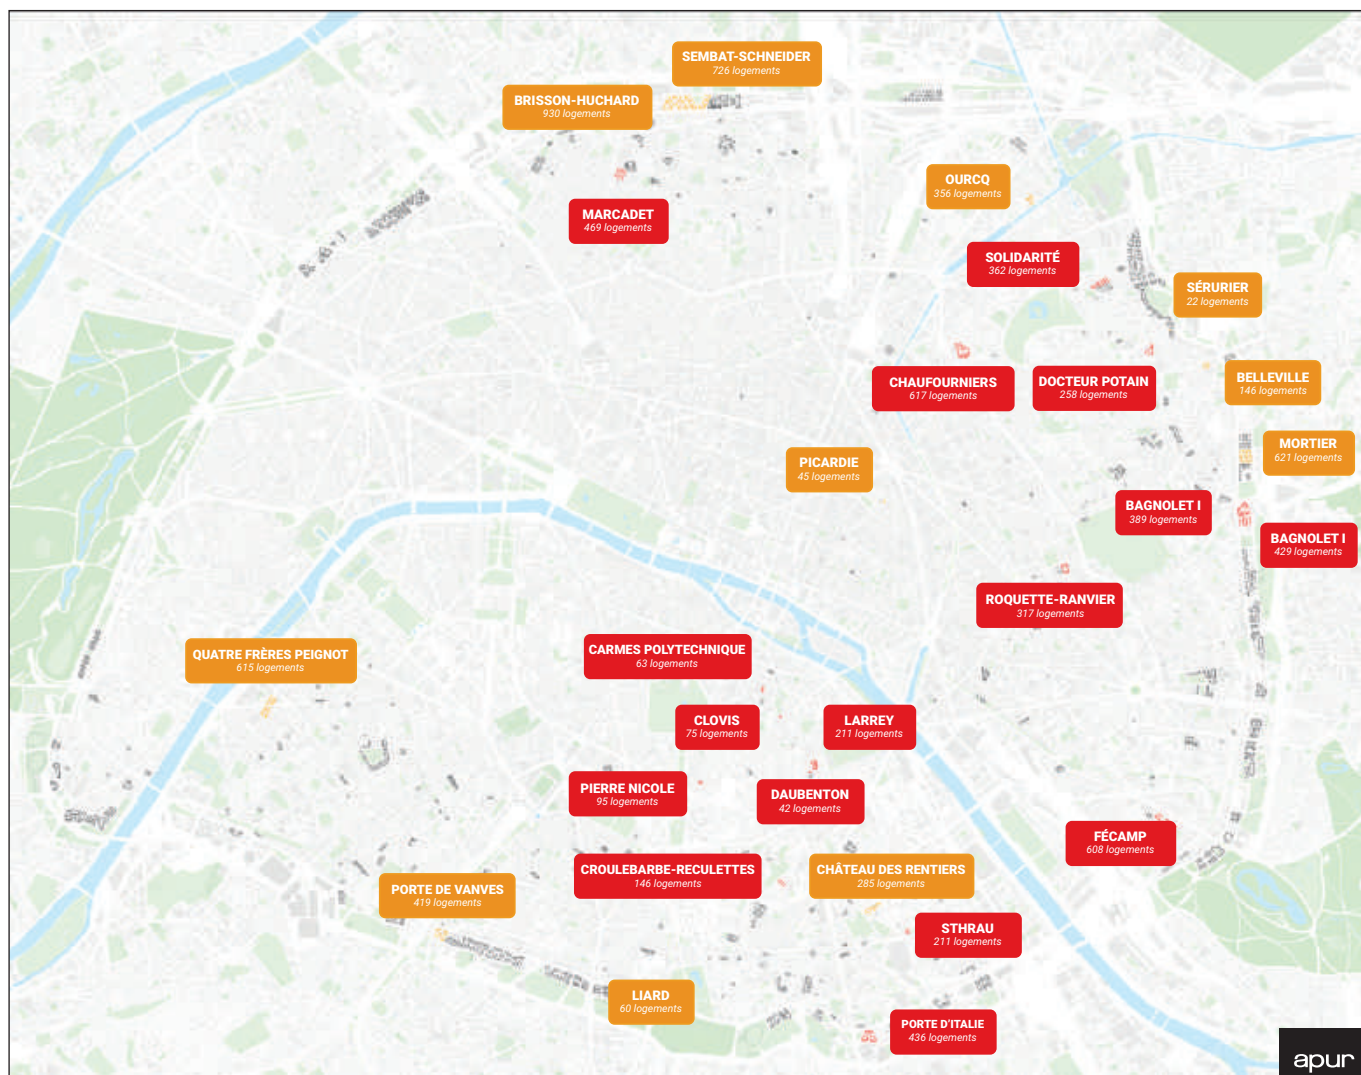 SEMBAT-SCHNEIDER
726 logements
BRISSON-HUCHARD
930 logements
OURCQ
356 logements
MARCADET
469 logements
SOLIDARITÉ
362 logements
SÉRURIER
22 logements
CHAUFOURNIERS
617 logements
DOCTEUR POTAIN
258 logements
BELLEVILLE
146 logements
MORTIER
621 logements
PICARDIE
45 logements
BAGNOLET I
389 logements
BAGNOLET I
429 logements
ROQUETTE-RANVIER
317 logements
CARMES POLYTECHNIQUE
63 logements
QUATRE FRÈRES PEIGNOT
615 logements
CLOVIS
75 logements
LARREY
211 logements
PIERRE NICOLE
95 logements
DAUBENTON
42 logements
FÉCAMP
608 logements
CROULEBARBE-RECULETTES
146 logements
CHÂTEAU DES RENTIERS
285 logements
PORTE DE VANVES
419 logements
STHRAU
211 logements
LIARD
60 logements
PORTE D'ITALIE
436 logements
apur